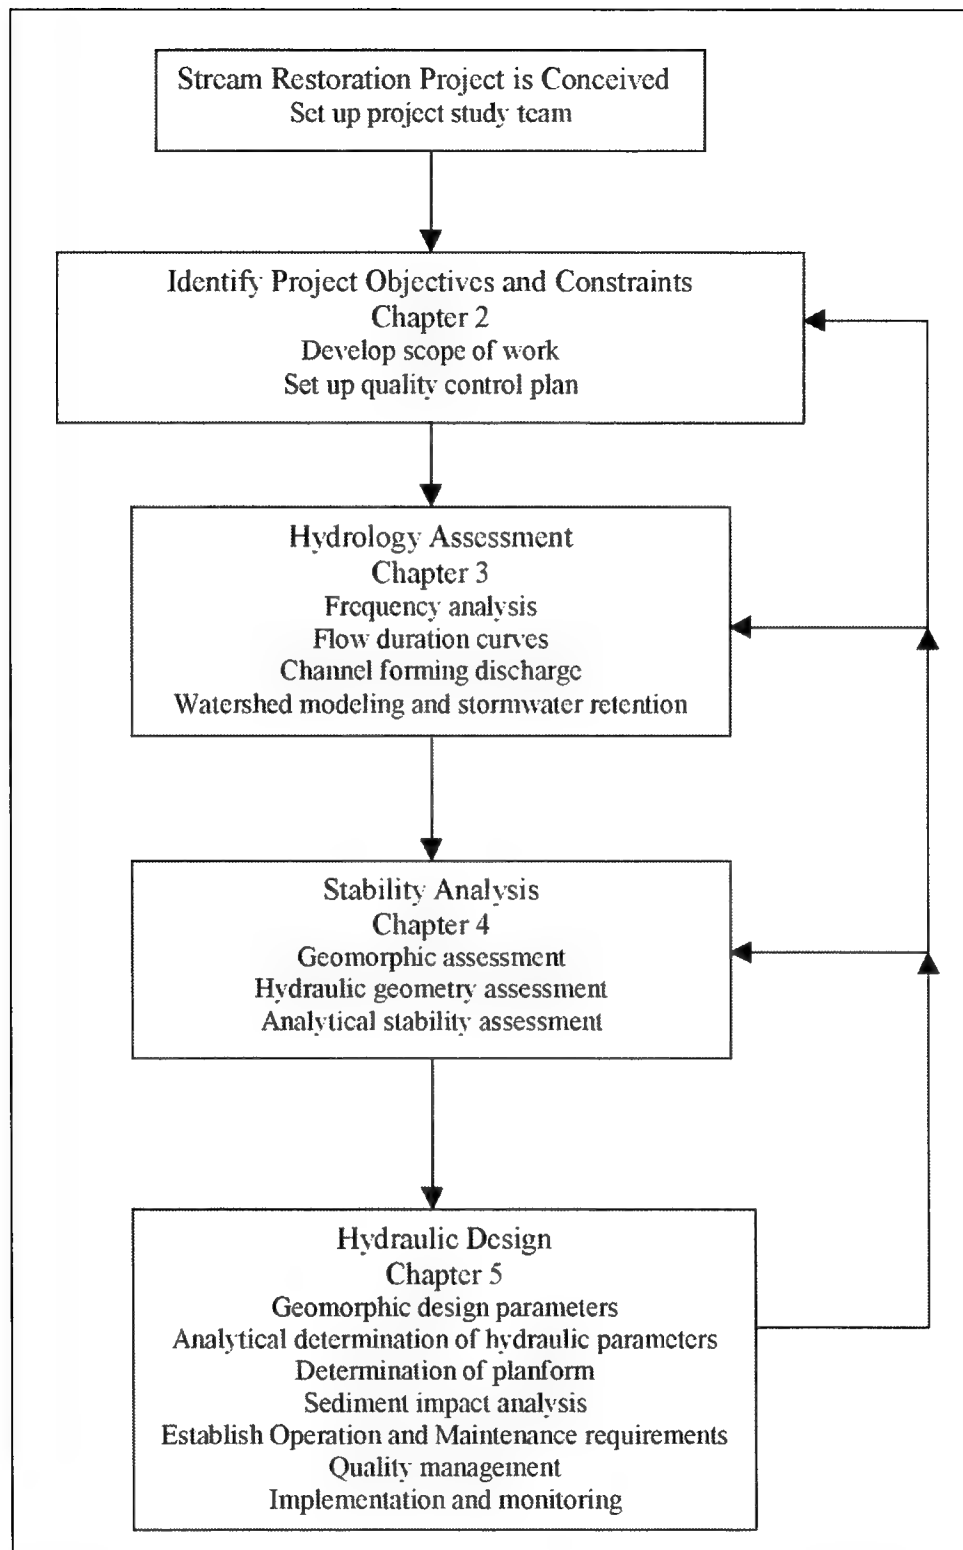 Stream Restoration Project is Conceived
Set up project study team
Identify Project Objectives and Constraints
Chapter 2
Develop scope of work
Set up quality control plan
Hydrology Assessment
Chapter 3
Frequency analysis
Flow duration curves
Channel forming discharge
Watershed modeling and stormwater retention
Stability Analysis
Chapter 4
Geomorphic assessment
Hydraulic geometry assessment
Analytical stability assessment
Hydraulic Design
Chapter 5
Geomorphic design parameters
Analytical determination of hydraulic parameters
Determination of planform
Sediment impact analysis
Establish Operation and Maintenance requirements
Quality management
Implementation and monitoring